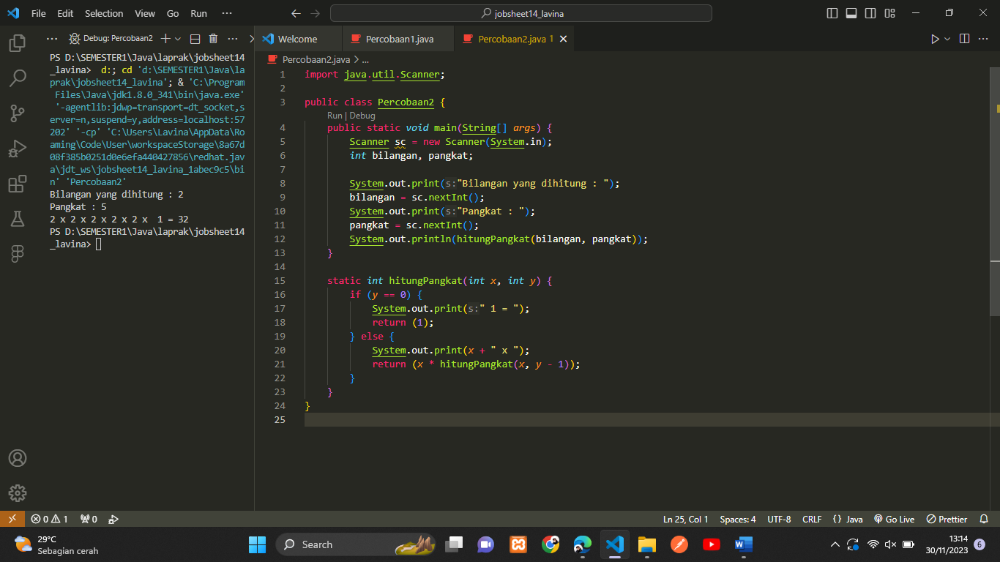 File Edit Selection View Go Run ··· jobsheet14_lavina
··· Debug: Percobaan2 ···
PS D:\SEMESTER1\Java\laprak\jobsheet14
_lavina>  d:; cd 'd:\SEMESTER1\Java\la
prak\jobsheet14_lavina'; & 'C:\Program
 Files\Java\jdk1.8.0_341\bin\java.exe'
 '-agentlib:jdwp=transport=dt_socket,s
erver=n,suspend=y,address=localhost:57
202' '-cp' 'C:\Users\Lavina\AppData\Ro
aming\Code\User\workspaceStorage\8a67d
08f385b0251d0e6efa440427856\redhat.jav
a\jdt_ws\jobsheet14_lavina_1abec9c5\bi
n' 'Percobaan2'
Bilangan yang dihitung : 2
Pangkat : 5
2 x 2 x 2 x 2 x 2 x  1 = 32
PS D:\SEMESTER1\Java\laprak\jobsheet14
_lavina>
Welcome Percobaan1.java Percobaan2.java 1
Percobaan2.java > ...
1 import java.util.Scanner;
2
3 public class Percobaan2 {
Run | Debug
4     public static void main(String[] args) {
5         Scanner sc = new Scanner(System.in);
6         int bilangan, pangkat;
7
8         System.out.print(s:"Bilangan yang dihitung : ");
9         bilangan = sc.nextInt();
10         System.out.print(s:"Pangkat : ");
11         pangkat = sc.nextInt();
12         System.out.println(hitungPangkat(bilangan, pangkat));
13     }
14
15     static int hitungPangkat(int x, int y) {
16         if (y == 0) {
17             System.out.print(s:" 1 = ");
18             return (1);
19         } else {
20             System.out.print(x + " x ");
21             return (x * hitungPangkat(x, y - 1));
22         }
23     }
24 }
25
0 1 0 Ln 25, Col 1 Spaces: 4 UTF-8 CRLF {} Java Go Live Prettier
29°C
Sebagian cerah
Search
13:14
30/11/2023 6